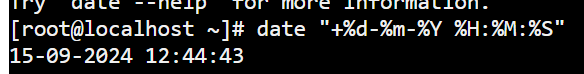 Try 'date --help' for more information.
[root@localhost ~]# date "+%d-%m-%Y %H:%M:%S"
15-09-2024 12:44:43